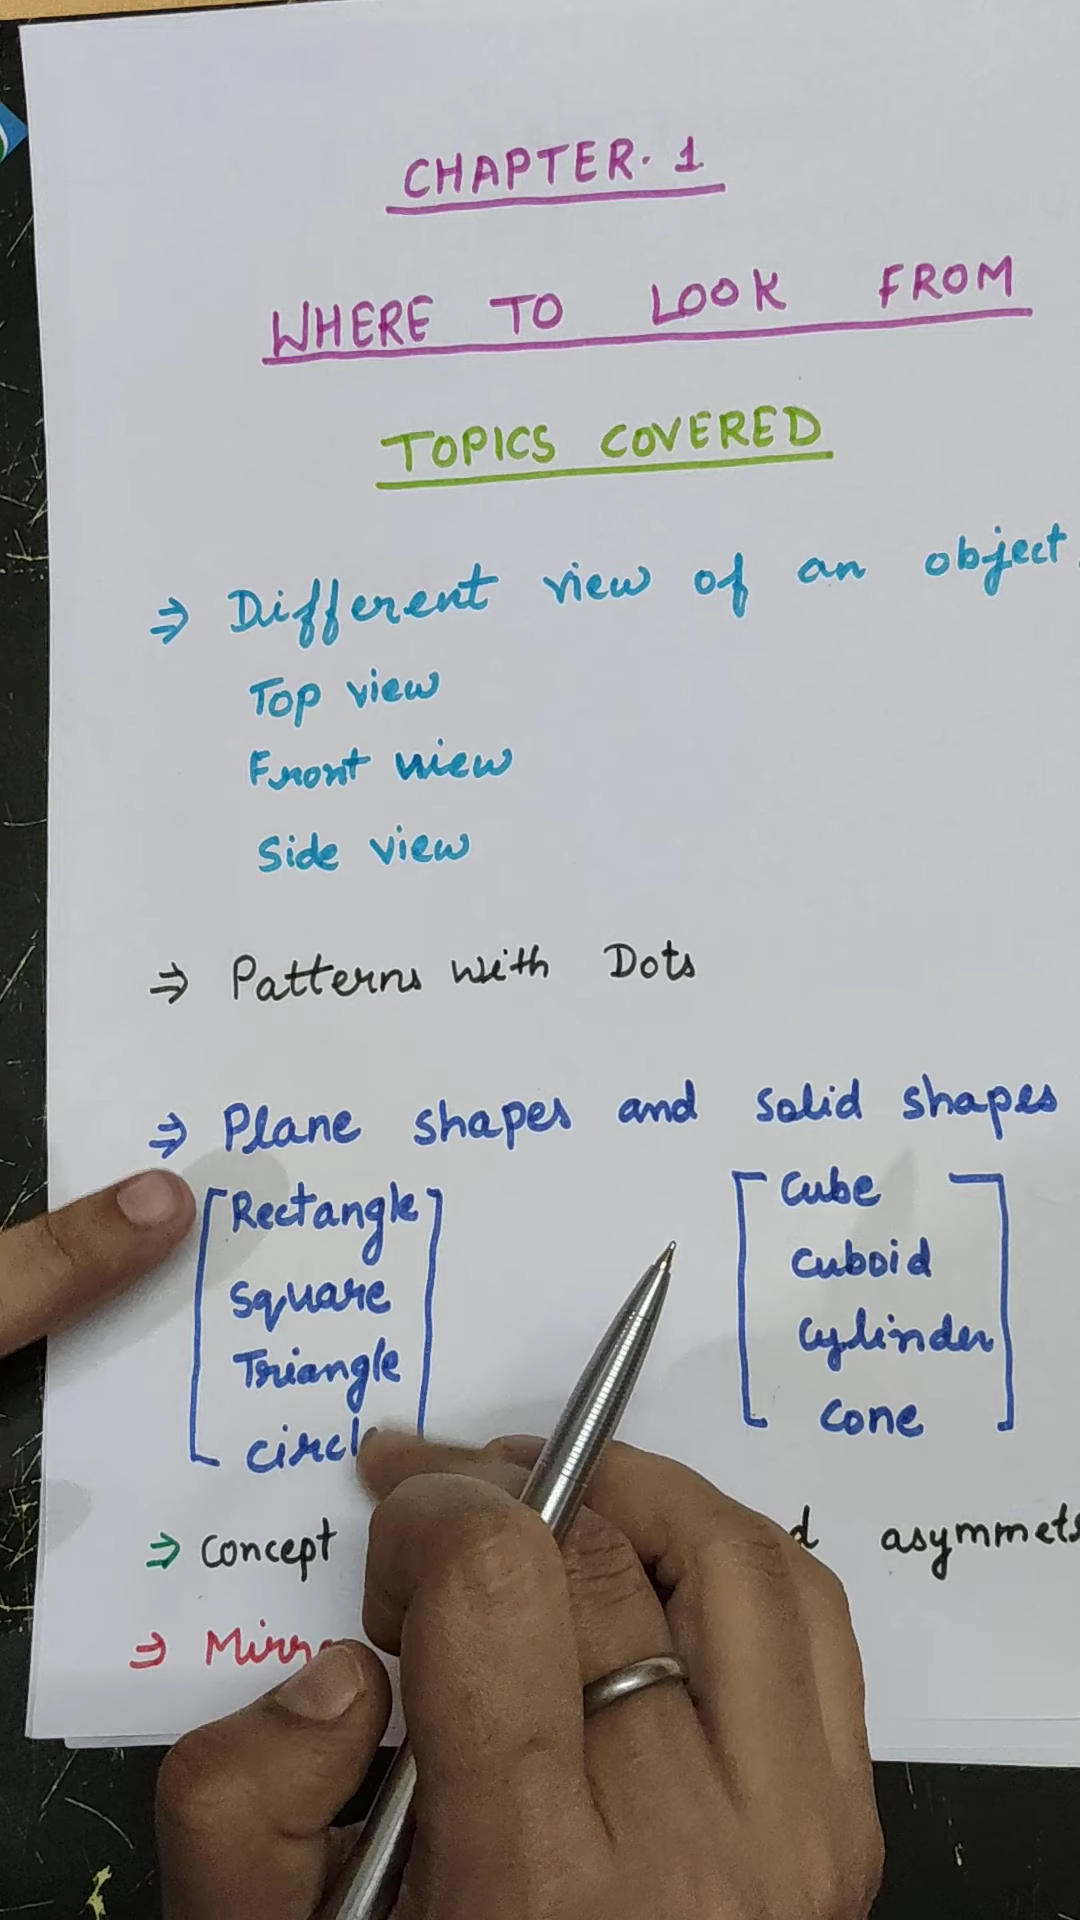 CHAPTER. 1
WHERE TO LOOK FROM
TOPICS COVERED
⇒ Different view of an object.
Top view
Front view
Side view
⇒ Patterns with Dots
⇒ Plane shapes and solid shapes
Rectangle
Square
Triangle
Circle
Cube
Cuboid
Cylinder
Cone
⇒ Concept asymmet
⇒